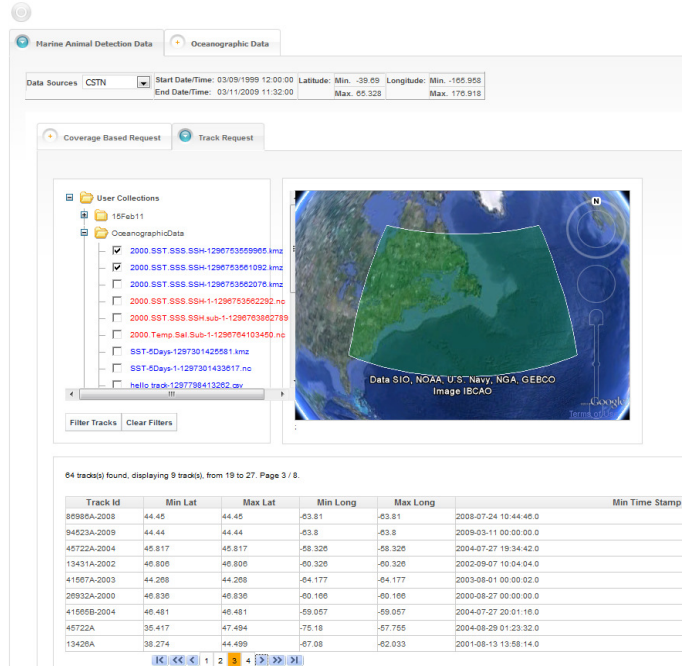 Marine Animal Detection Data Oceanographic Data
Data Sources CSTN Start Date/Time: 03/09/1999 12:00:00 Latitude: Min. -39.69 Longitude: Min. -165.958
End Date/Time: 03/11/2009 11:32:00 Max. 65.328 Max. 176.918
Coverage Based Request Track Request
User Collections
15Feb11
OceanographicData
2000.SST.SSS.SSH-1296753559965.kmz
2000.SST.SSS.SSH-1296753561092.kmz
2000.SST.SSS.SSH-1296753562076.kmz
2000.SST.SSS.SSH-1-1296753562292.nc
2000.SST.SSS.SSH.sub-1-1296763862789
2000.Temp.Sal.Sub-1-1296764103450.nc
SST-5Days-1297301425581.kmz
SST-5Days-1-1297301433617.nc
hello track-1297798413262.csv
Filter Tracks Clear Filters
N
Data SIO, NOAA, U.S. Navy, NGA, GEBCO
Image IBCAO
Google
Terms of
64 tracks(s) found, displaying 9 track(s), from 19 to 27. Page 3 / 8.
Track Id Min Lat Max Lat Min Long Max Long Min Time Stamp
86986A-2008 44.45 44.45 -63.81 -63.81 2008-07-24 10:44:46.0
94523A-2009 44.44 44.44 -63.8 -63.8 2009-03-11 00:00:00.0
45722A-2004 45.817 45.817 -58.326 -58.326 2004-07-27 19:34:42.0
13431A-2002 46.806 46.806 -60.326 -60.326 2002-09-07 10:04:04.0
41567A-2003 44.268 44.268 -64.177 -64.177 2003-08-01 00:00:02.0
26932A-2000 46.836 46.836 -60.166 -60.166 2000-08-27 00:00:00.0
41565B-2004 46.481 46.481 -59.057 -59.057 2004-07-27 20:01:16.0
45722A 35.417 47.494 -75.18 -57.755 2004-08-29 01:23:32.0
13426A 38.274 44.499 -67.08 -62.033 2001-08-13 13:58:14.0
1 2 3 4